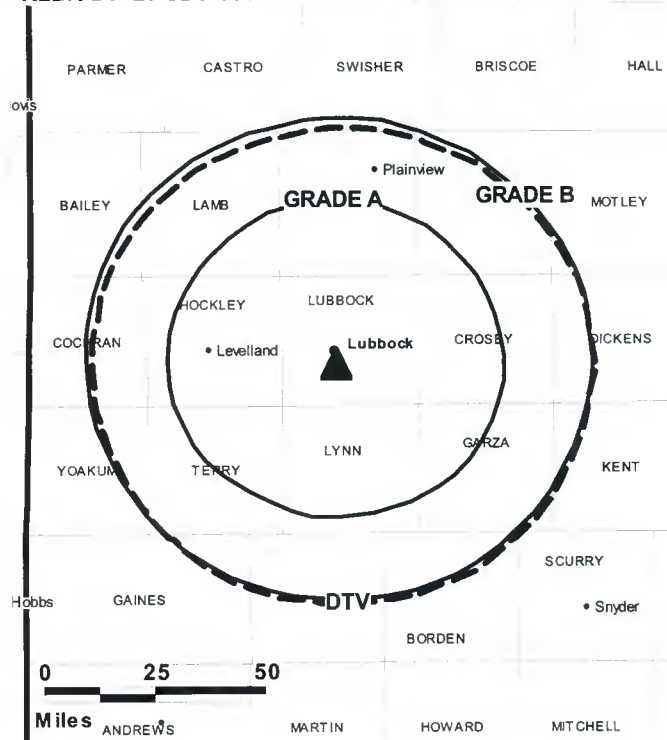 PARMER CASTRO SWISHER BRISCOE HALL
ovis
Plainview
BAILEY LAMB GRADE A GRADE B MOTLEY
HOCKLEY LUBBOCK
COCHRAN Levelland Lubbock CROSBY DICKENS
LYNN GARZA
YOAKUM TERRY KENT
SCURRY
Hobbs GAINES DTV Snyder
BORDEN
0 25 50
Miles ANDREWS MARTIN HOWARD MITCHELL